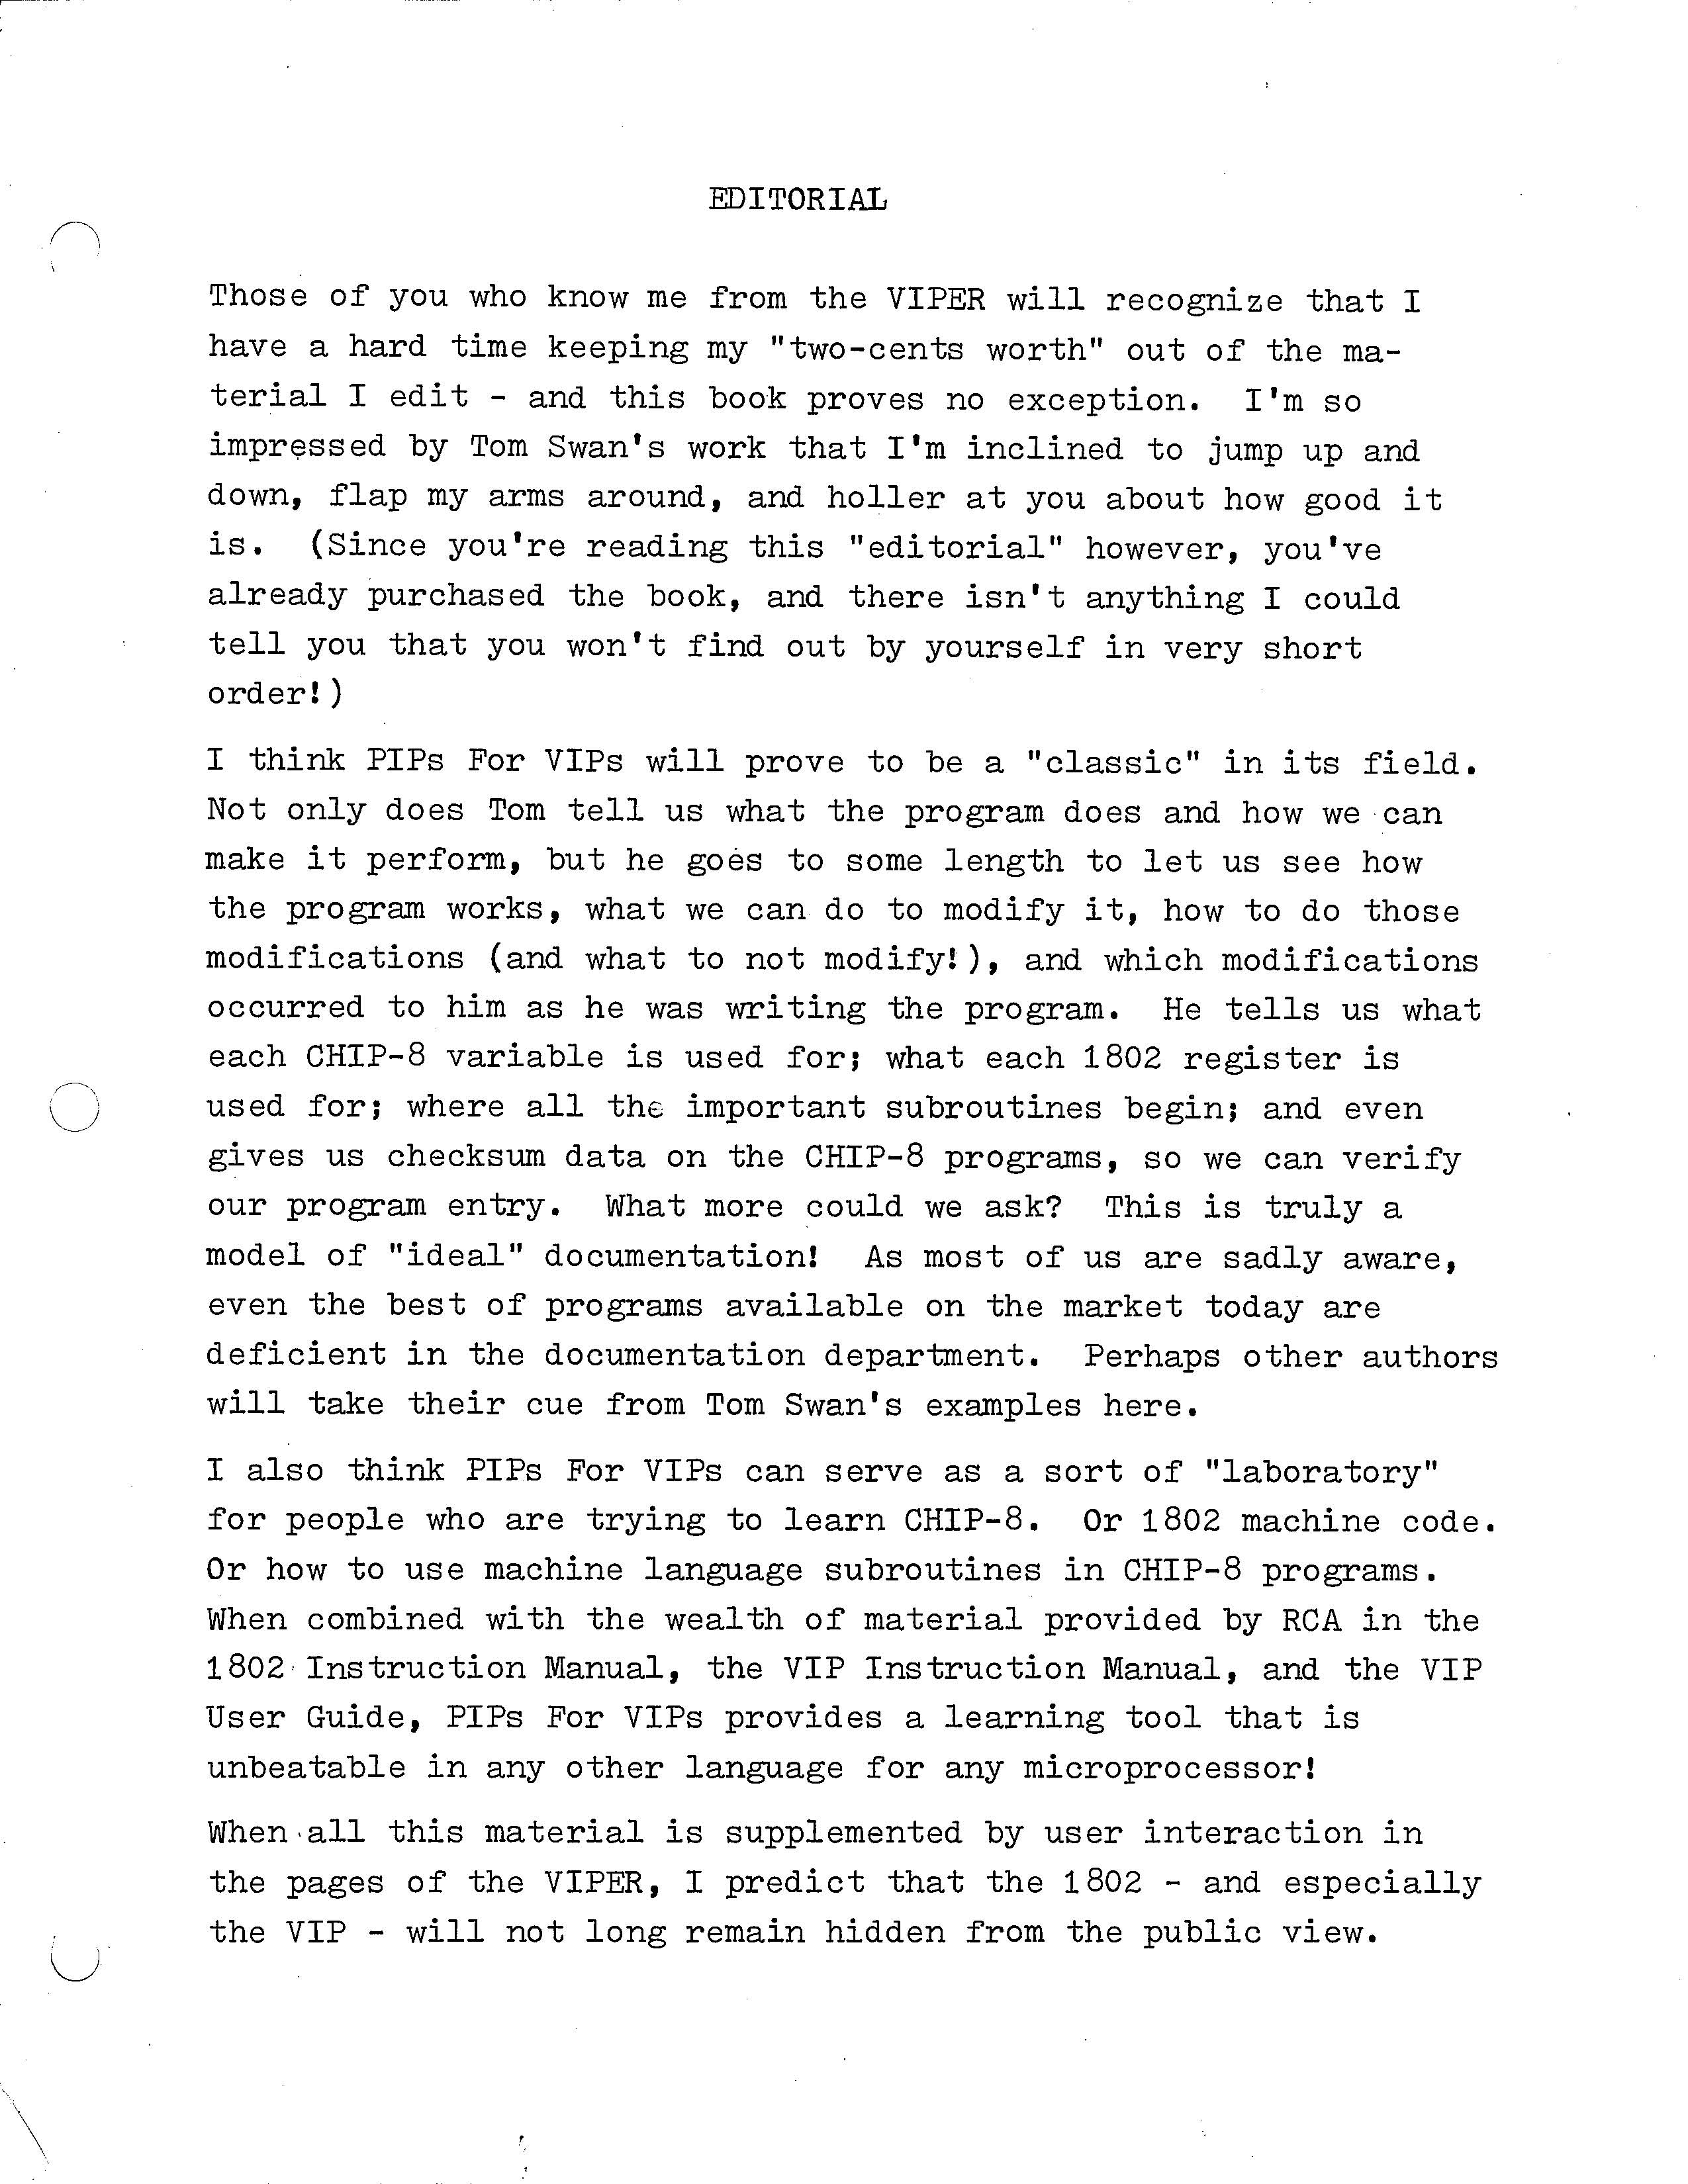 EDITORIAL
Those of you who know me from the VIPER will recognize that I
have a hard time keeping my "two-cents worth" out of the ma-
terial I edit - and this book proves no exception.  I'm so
impressed by Tom Swan's work that I'm inclined to jump up and
down, flap my arms around, and holler at you about how good it
is.  (Since you're reading this "editorial" however, you've
already purchased the book, and there isn't anything I could
tell you that you won't find out by yourself in very short
order!)
I think PIPs For VIPs will prove to be a "classic" in its field.
Not only does Tom tell us what the program does and how we can
make it perform, but he goes to some length to let us see how
the program works, what we can do to modify it, how to do those
modifications (and what to not modify!), and which modifications
occurred to him as he was writing the program.  He tells us what
each CHIP-8 variable is used for; what each 1802 register is
used for; where all the important subroutines begin; and even
gives us checksum data on the CHIP-8 programs, so we can verify
our program entry.  What more could we ask?  This is truly a
model of "ideal" documentation!  As most of us are sadly aware,
even the best of programs available on the market today are
deficient in the documentation department.  Perhaps other authors
will take their cue from Tom Swan's examples here.
I also think PIPs For VIPs can serve as a sort of "laboratory"
for people who are trying to learn CHIP-8.  Or 1802 machine code.
Or how to use machine language subroutines in CHIP-8 programs.
When combined with the wealth of material provided by RCA in the
1802 Instruction Manual, the VIP Instruction Manual, and the VIP
User Guide, PIPs For VIPs provides a learning tool that is
unbeatable in any other language for any microprocessor!
When all this material is supplemented by user interaction in
the pages of the VIPER, I predict that the 1802 - and especially
the VIP - will not long remain hidden from the public view.